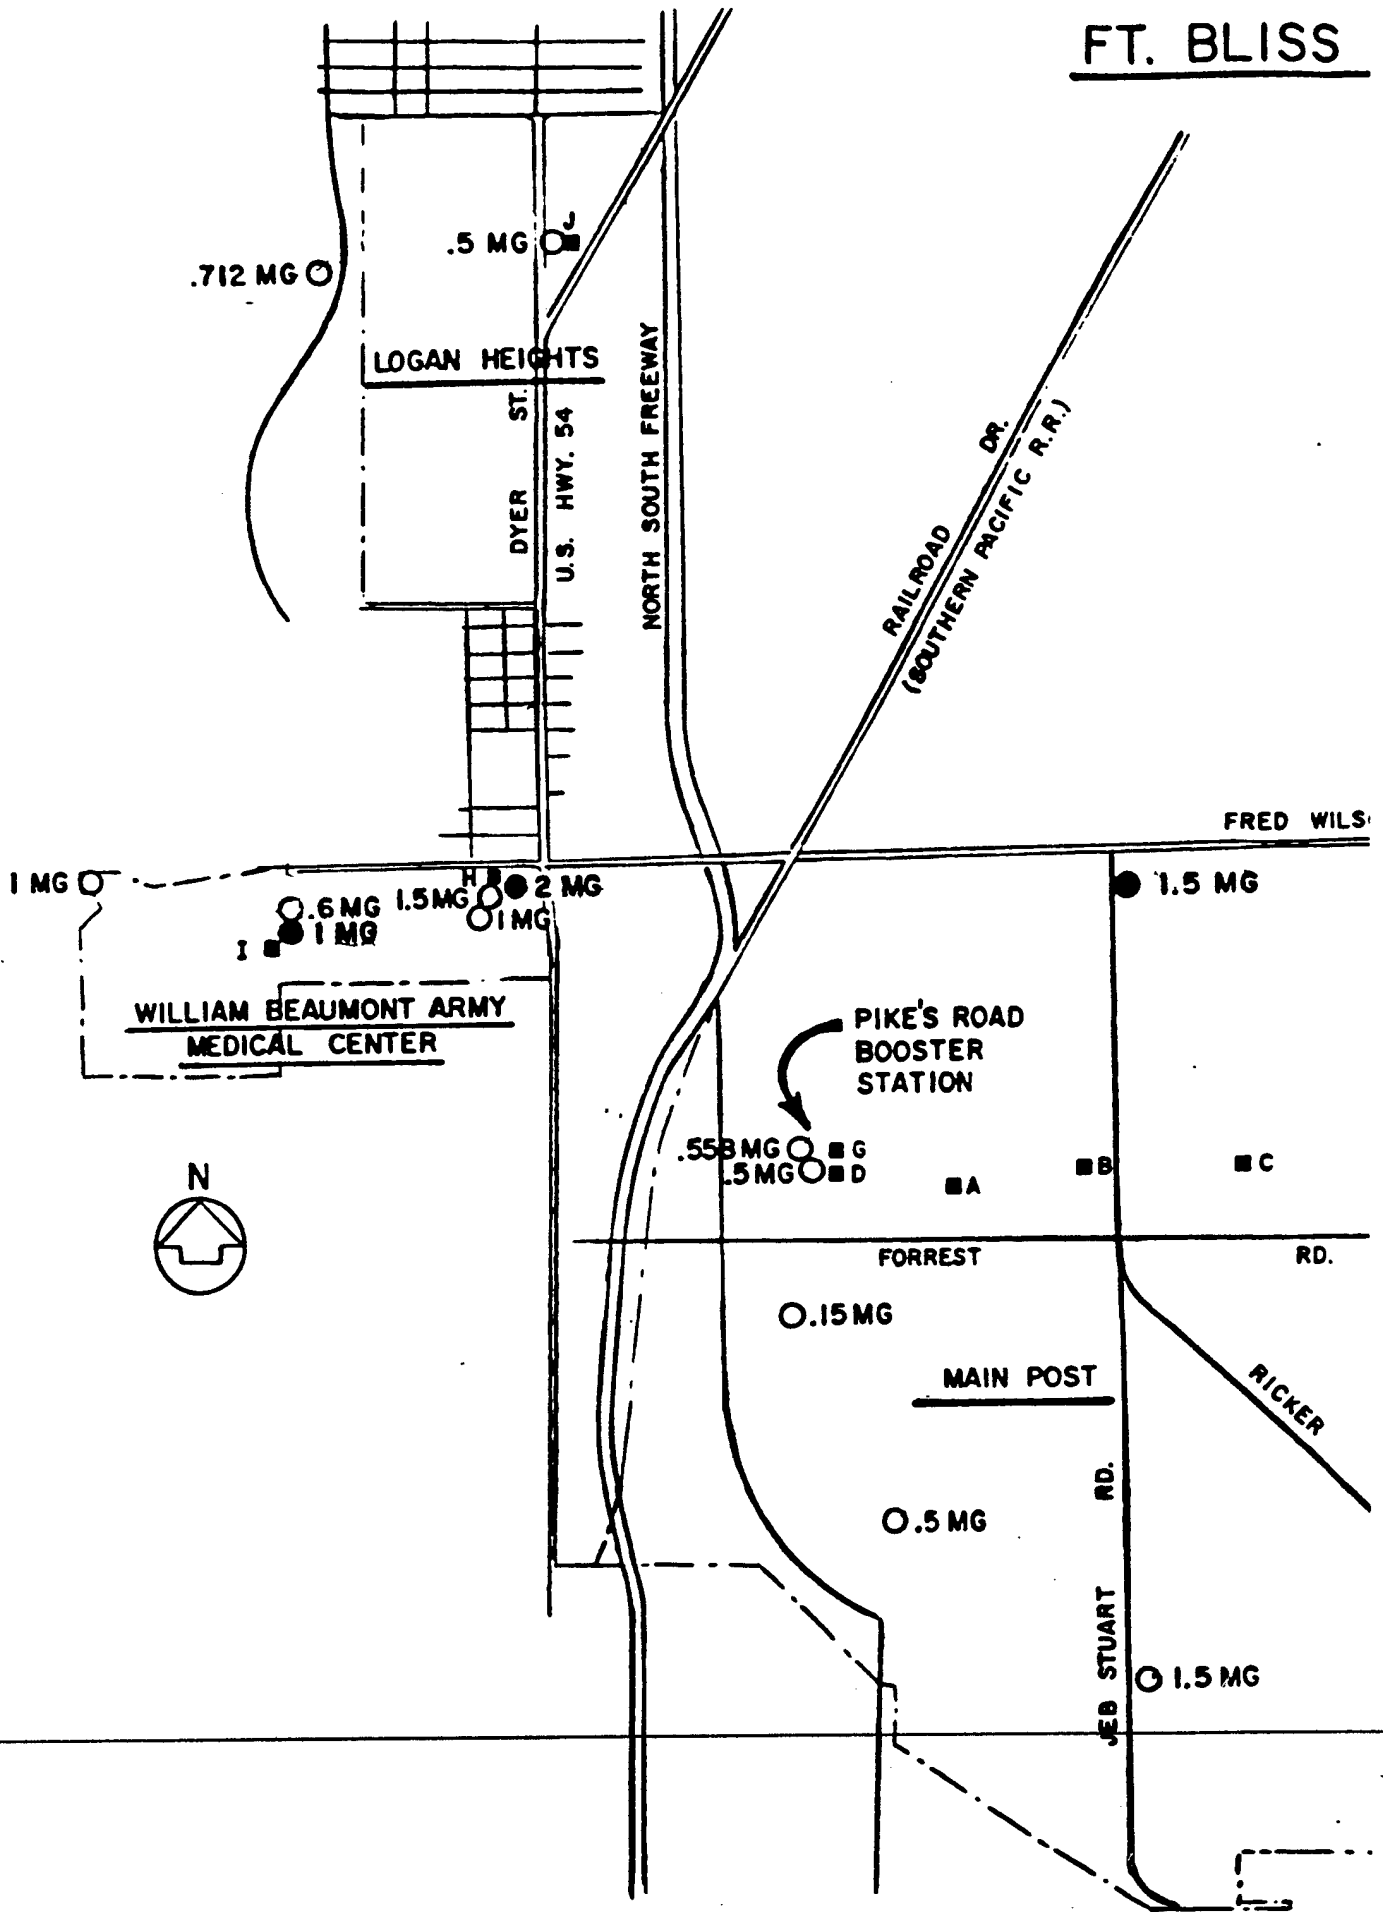 FT. BLISS
J
.5 MG
.712 MG
LOGAN HEIGHTS
DYER ST.
U.S. HWY. 54
NORTH SOUTH FREEWAY
RAILROAD DR.
(SOUTHERN PACIFIC R.R.)
FRED WILS
1 MG
H
2 MG
1.5 MG
1.5 MG
.6 MG
1 MG
1 MG
I
WILLIAM BEAUMONT ARMY
MEDICAL CENTER
PIKE'S ROAD
BOOSTER
STATION
.558 MG
G
.5 MG
D
A
B
C
N
FORREST RD.
.15 MG
MAIN POST
RICKER
.5 MG
JEB STUART RD.
1.5 MG